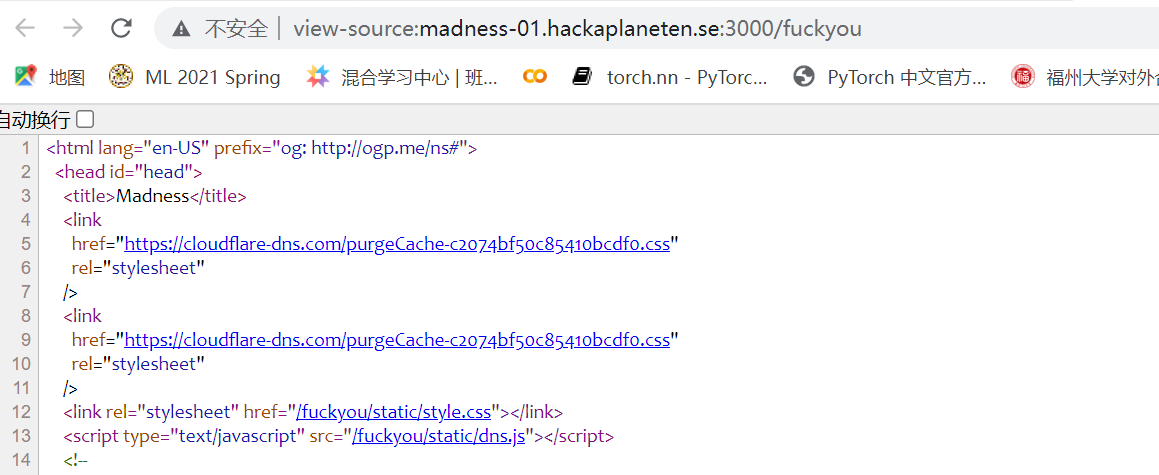 不安全 | view-source:madness-01.hackaplaneten.se:3000/fuckyou
地图 ML 2021 Spring 混合学习中心 | 班... torch.nn - PyTorc... PyTorch 中文官方... 福州大学对外合
自动换行
1 <html lang="en-US" prefix="og: http://ogp.me/ns#">
2 <head id="head">
3 <title>Madness</title>
4 <link
5 href="https://cloudflare-dns.com/purgeCache-c2074bf50c85410bcdf0.css"
6 rel="stylesheet"
7 />
8 <link
9 href="https://cloudflare-dns.com/purgeCache-c2074bf50c85410bcdf0.css"
10 rel="stylesheet"
11 />
12 <link rel="stylesheet" href="/fuckyou/static/style.css"></link>
13 <script type="text/javascript" src="/fuckyou/static/dns.js"></script>
14 <!--